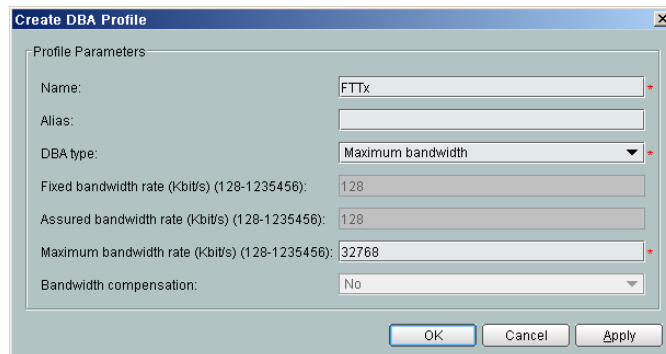 Create DBA Profile
Profile Parameters
Name: FTTx *
Alias:
DBA type: Maximum bandwidth *
Fixed bandwidth rate (Kbit/s) (128-1235456): 128
Assured bandwidth rate (Kbit/s) (128-1235456): 128
Maximum bandwidth rate (Kbit/s) (128-1235456): 32768 *
Bandwidth compensation: No
OK Cancel Apply